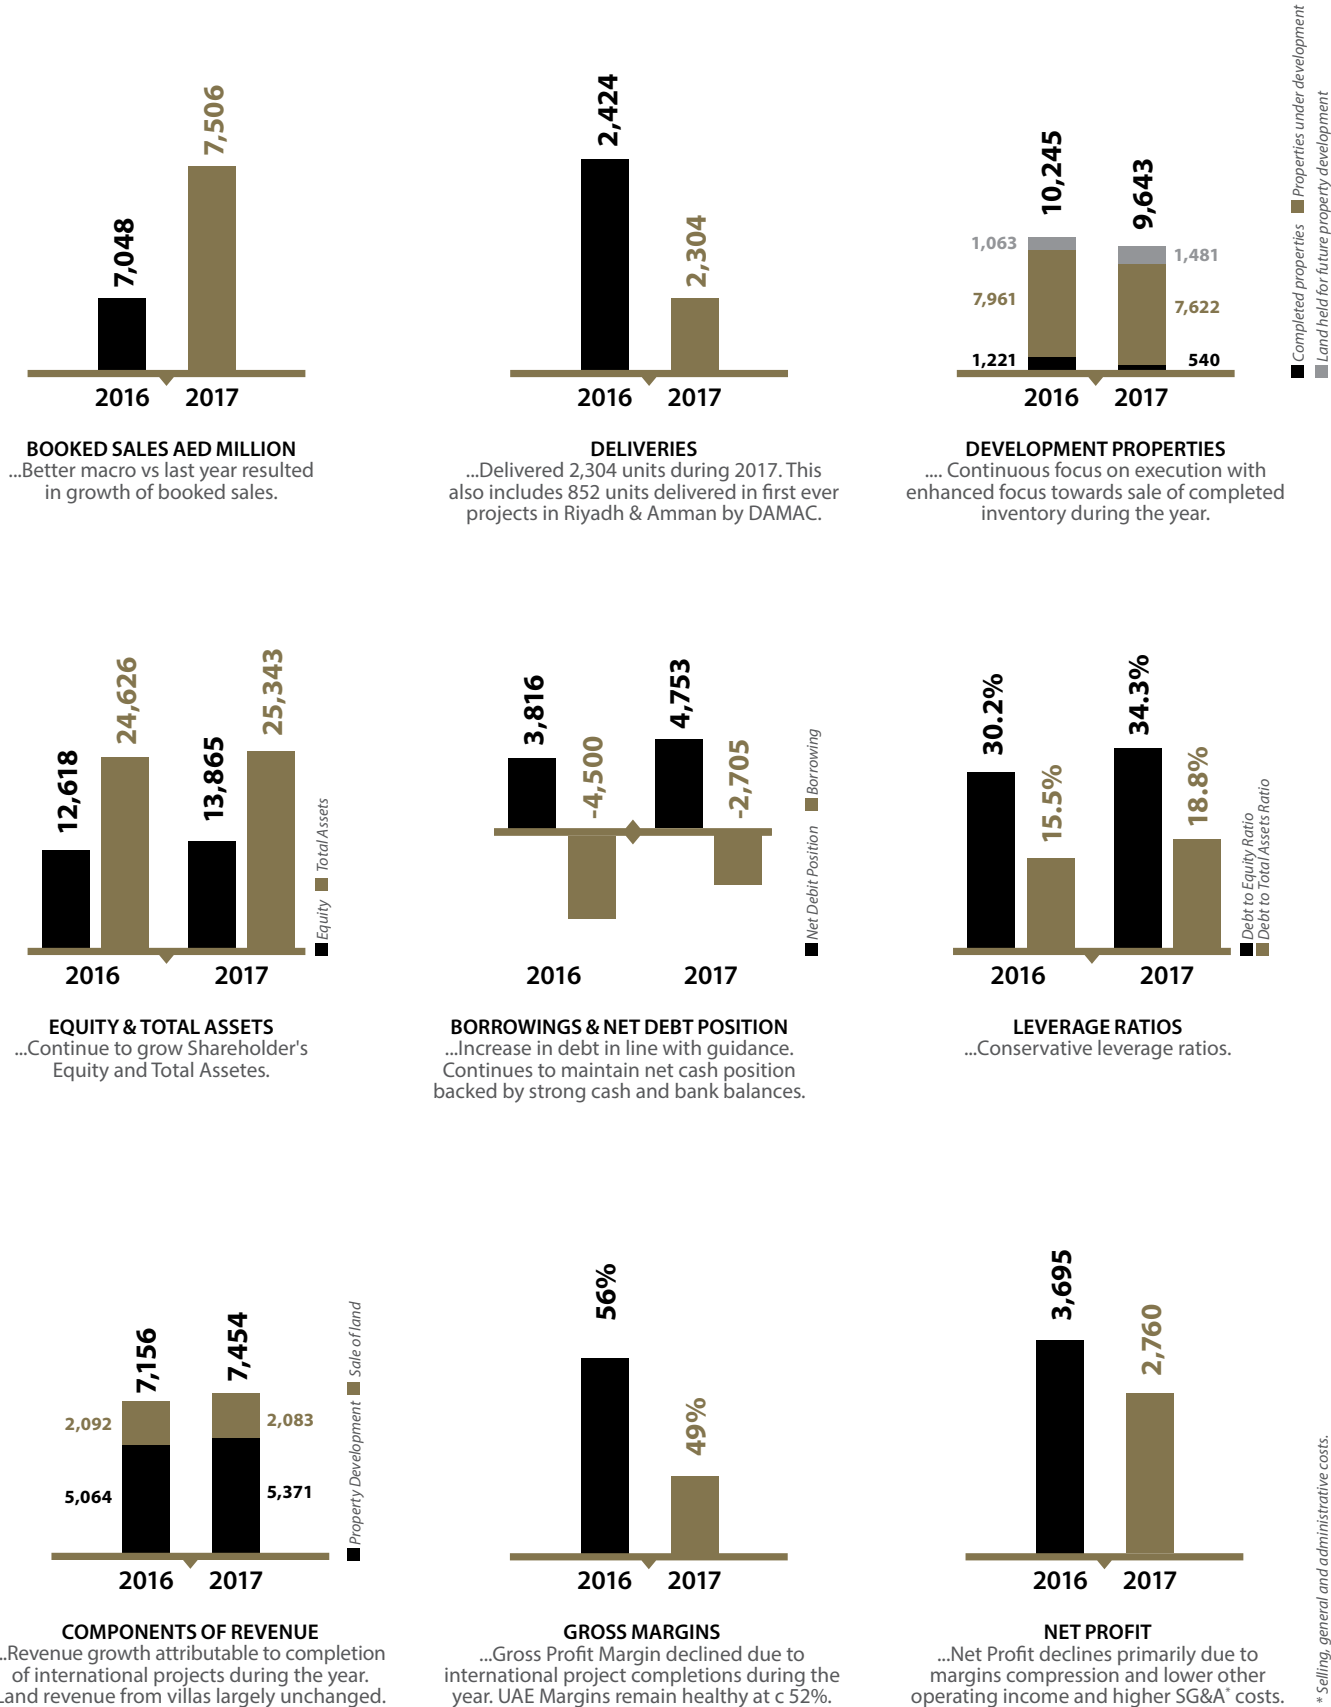 7,048
7,506
2016 2017
BOOKED SALES AED MILLION
...Better macro vs last year resulted
in growth of booked sales.
2,424
2,304
2016 2017
DELIVERIES
...Delivered 2,304 units during 2017. This
also includes 852 units delivered in first ever
projects in Riyadh & Amman by DAMAC.
10,245
9,643
1,063
7,961
1,221
1,481
7,622
540
2016 2017
Completed properties Properties under development
Land held for future property development
DEVELOPMENT PROPERTIES
.... Continuous focus on execution with
enhanced focus towards sale of completed
inventory during the year.
12,618
24,626
13,865
25,343
2016 2017
Equity Total Assets
EQUITY & TOTAL ASSETS
...Continue to grow Shareholder's
Equity and Total Assetes.
3,816
-4,500
4,753
-2,705
2016 2017
Net Debit Position Borrowing
BORROWINGS & NET DEBT POSITION
...Increase in debt in line with guidance.
Continues to maintain net cash position
backed by strong cash and bank balances.
30.2%
15.5%
34.3%
18.8%
2016 2017
Debt to Equity Ratio
Debt to Total Assets Ratio
LEVERAGE RATIOS
...Conservative leverage ratios.
7,156
7,454
2,092
5,064
2,083
5,371
2016 2017
Property Development Sale of land
COMPONENTS OF REVENUE
...Revenue growth attributable to completion
of international projects during the year.
Land revenue from villas largely unchanged.
56%
49%
2016 2017
GROSS MARGINS
...Gross Profit Margin declined due to
international project completions during the
year. UAE Margins remain healthy at c 52%.
3,695
2,760
2016 2017
NET PROFIT
...Net Profit declines primarily due to
margins compression and lower other
operating income and higher SG&A* costs.
* Selling, general and administrative costs.